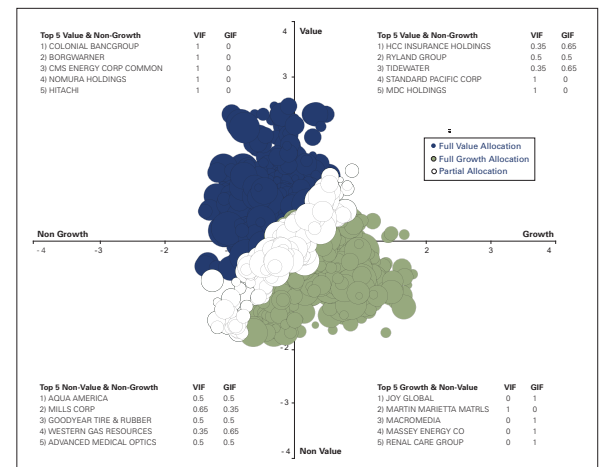 Top 5 Value & Non-Growth VIF GIF
1) COLONIAL BANCGROUP 1 0
2) BORGWARNER 1 0
3) CMS ENERGY CORP COMMON 1 0
4) NOMURA HOLDINGS 1 0
5) HITACHI 1 0
4 Value
3
Top 5 Value & Growth VIF GIF
1) HCC INSURANCE HOLDINGS 0.35 0.65
2) RYLAND GROUP 0.5 0.5
3) TIDEWATER 0.35 0.65
4) STANDARD PACIFIC CORP 1 0
5) MDC HOLDINGS 1 0
Full Value Allocation
Full Growth Allocation
Partial Allocation
Non Growth Growth
-4 -3 -2 2 3 4
-2
-3
-4 Non Value
Top 5 Non-Value & Non-Growth VIF GIF
1) AQUA AMERICA 0.5 0.5
2) MILLS CORP 0.65 0.35
3) GOODYEAR TIRE & RUBBER 0.5 0.5
4) WESTERN GAS RESOURCES 0.35 0.65
5) ADVANCED MEDICAL OPTICS 0.5 0.5
Top 5 Growth & Non-Value VIF GIF
1) JOY GLOBAL 0 1
2) MARTIN MARIETTA MATRLS 1 0
3) MACROMEDIA 0 1
4) MASSEY ENERGY CO 0 1
5) RENAL CARE GROUP 0 1